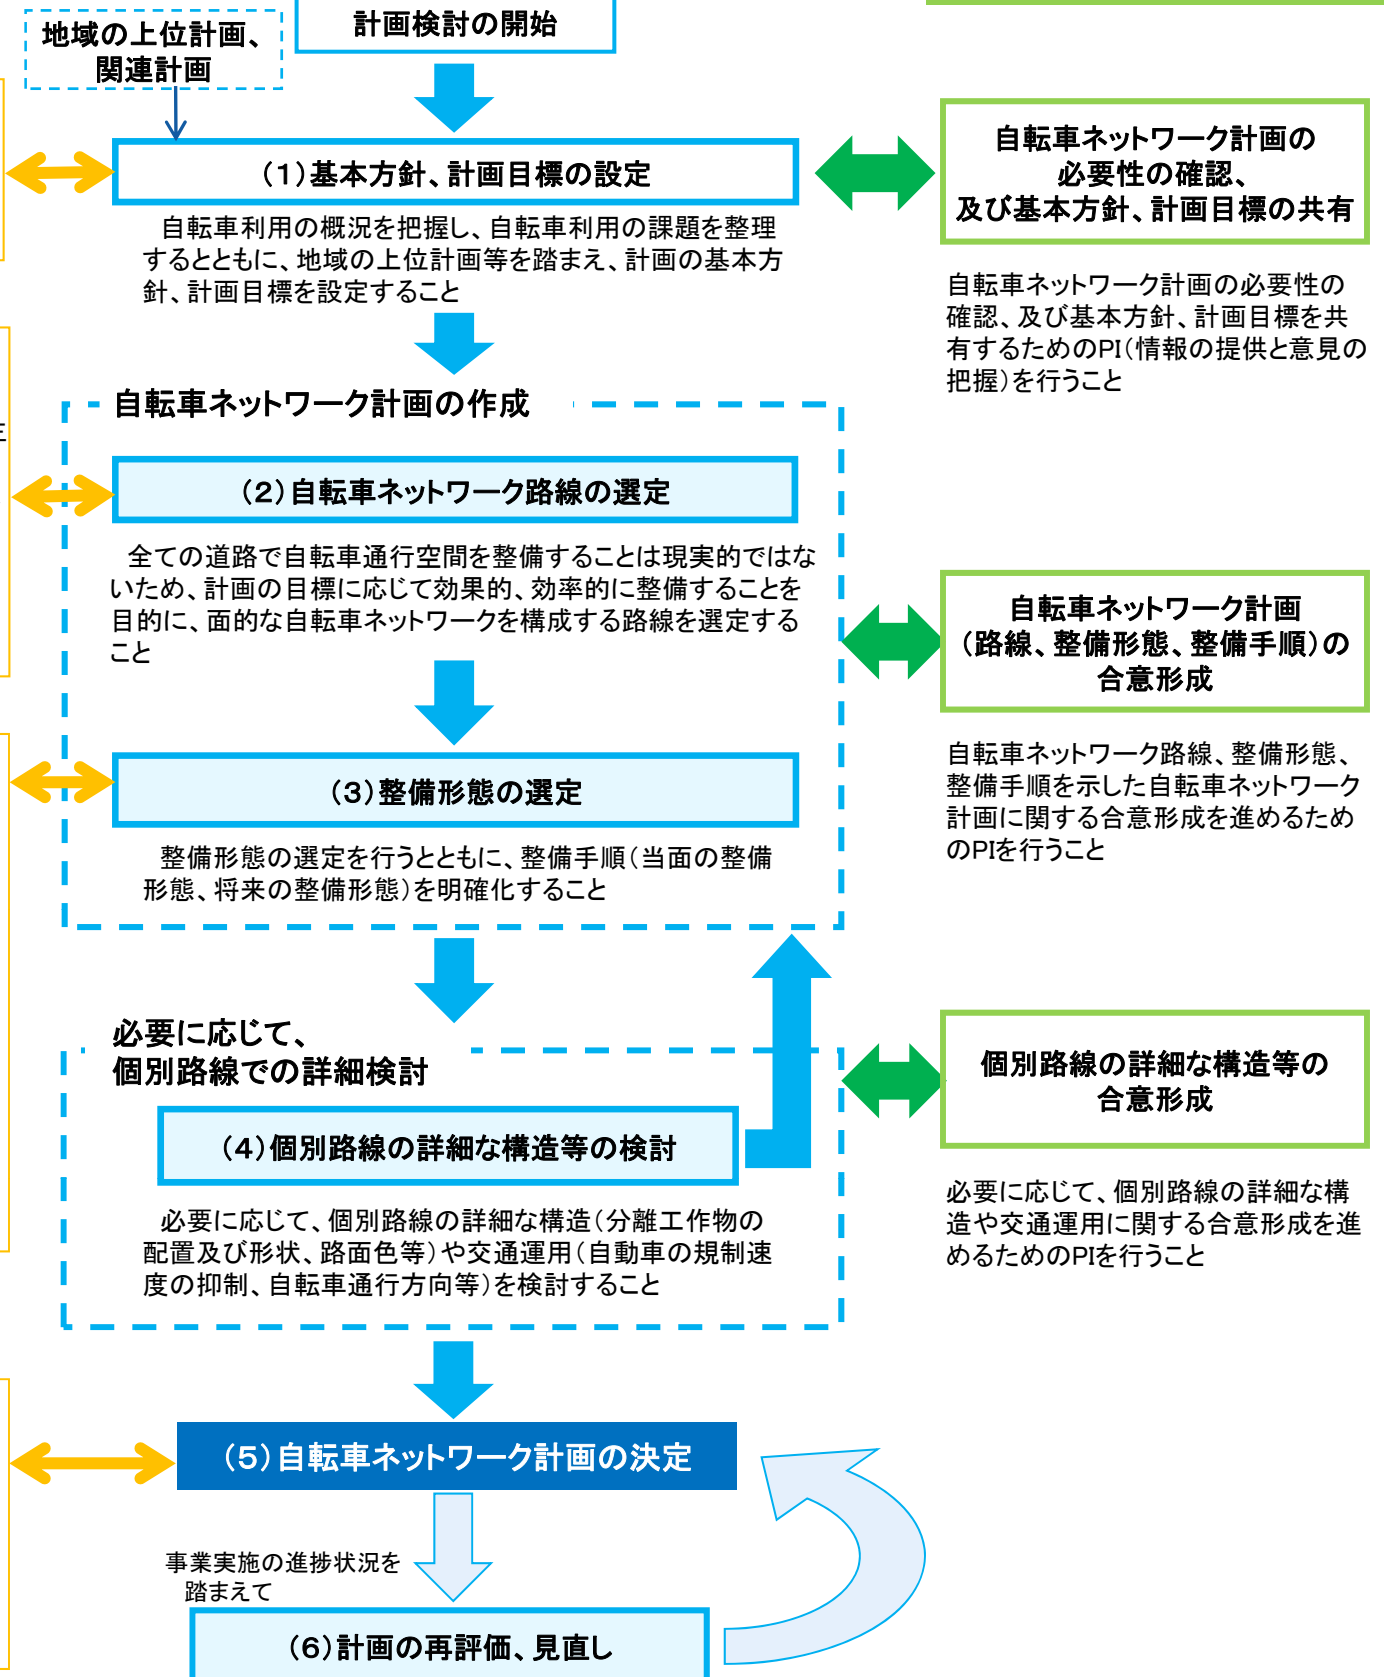 地域の上位計画、
関連計画
計画検討の開始
(1)基本方針、計画目標の設定
自転車利用の概況を把握し、自転車利用の課題を整理
するとともに、地域の上位計画等を踏まえ、計画の基本方
針、計画目標を設定すること
自転車ネットワーク計画の
必要性の確認、
及び基本方針、計画目標の共有
自転車ネットワーク計画の必要性の
確認、及び基本方針、計画目標を共
有するためのPI(情報の提供と意見の
把握)を行うこと
自転車ネットワーク計画の作成
(2)自転車ネットワーク路線の選定
全ての道路で自転車通行空間を整備することは現実的ではな
いため、計画の目標に応じて効果的、効率的に整備することを
目的に、面的な自転車ネットワークを構成する路線を選定する
こと
自転車ネットワーク計画
(路線、整備形態、整備手順)の
合意形成
自転車ネットワーク路線、整備形態、
整備手順を示した自転車ネットワーク
計画に関する合意形成を進めるため
のPIを行うこと
(3)整備形態の選定
整備形態の選定を行うとともに、整備手順(当面の整備
形態、将来の整備形態)を明確化すること
必要に応じて、
個別路線での詳細検討
(4)個別路線の詳細な構造等の検討
必要に応じて、個別路線の詳細な構造(分離工作物の
配置及び形状、路面色等)や交通運用(自動車の規制速
度の抑制、自転車通行方向等)を検討すること
個別路線の詳細な構造等の
合意形成
必要に応じて、個別路線の詳細な構
造や交通運用に関する合意形成を進
めるためのPIを行うこと
(5)自転車ネットワーク計画の決定
事業実施の進捗状況を
踏まえて
(6)計画の再評価、見直し